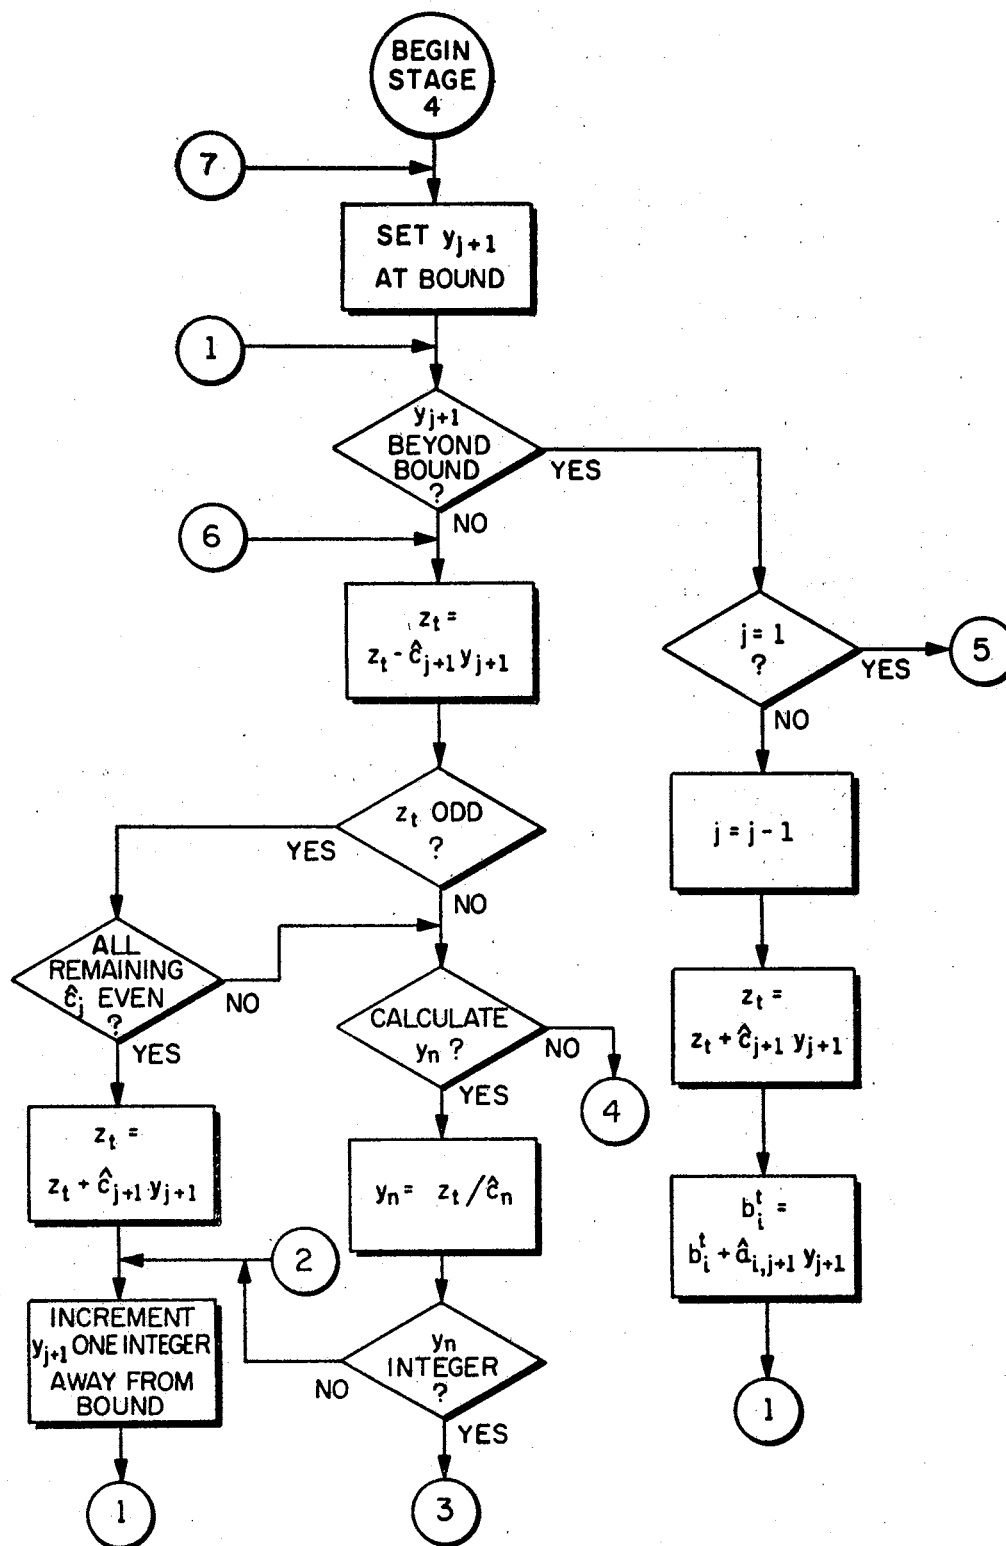 BEGIN
STAGE
4
7
SET y_{j+1}
AT BOUND
1
y_{j+1}
BEYOND
BOUND
?
YES
NO
6
z_t =
z_t - ĉ_{j+1} y_{j+1}
j = 1
?
YES
5
NO
j = j - 1
z_t ODD
?
YES
NO
ALL
REMAINING
ĉ_j EVEN
?
NO
YES
CALCULATE
y_n ?
NO
4
YES
z_t =
z_t + ĉ_{j+1} y_{j+1}
z_t =
z_t + ĉ_{j+1} y_{j+1}
y_n = z_t / ĉ_n
b_i^t =
b_i^t + â_{i,j+1} y_{j+1}
2
INCREMENT
y_{j+1} ONE INTEGER
AWAY FROM
BOUND
y_n
INTEGER
?
NO
YES
1
1
3